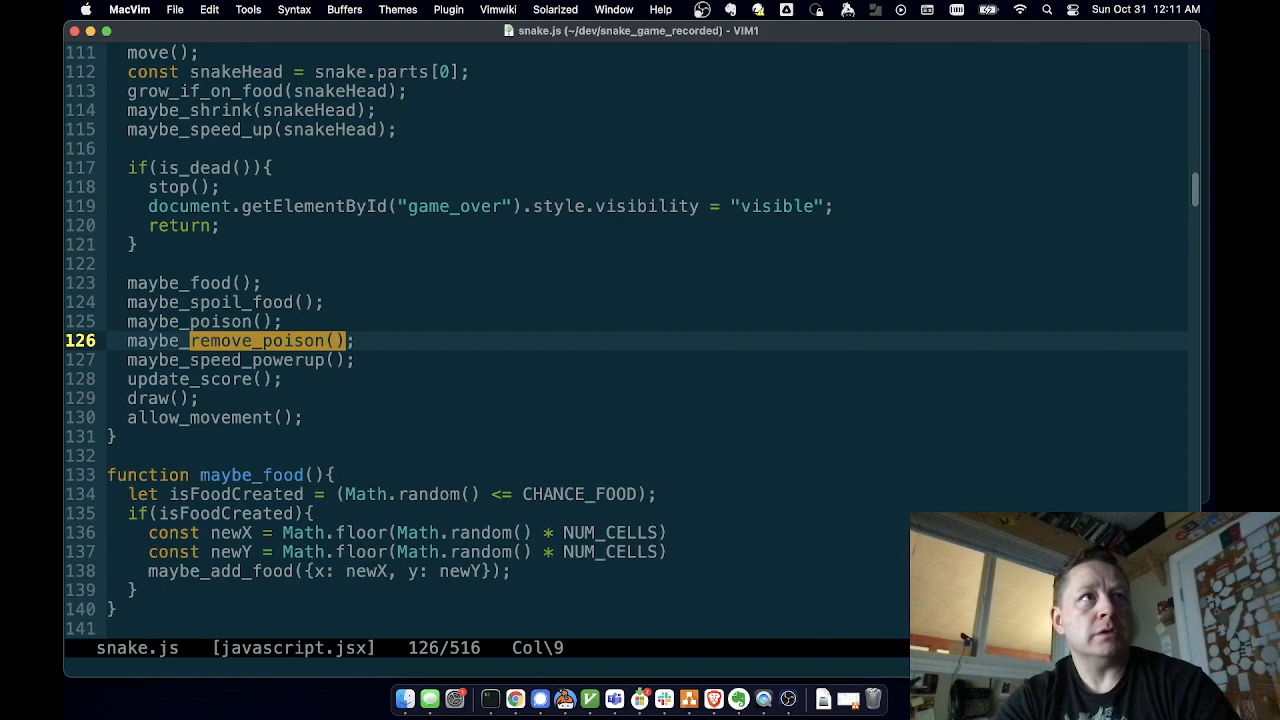 MacVim File Edit Tools Syntax Buffers Themes Plugin Vimwiki Solarized Window Help Sun Oct 31 12:11 AM
snake.js (~/dev/snake_game_recorded) - VIM1
111 move();
112 const snakeHead = snake.parts[0];
113 grow_if_on_food(snakeHead);
114 maybe_shrink(snakeHead);
115 maybe_speed_up(snakeHead);
116
117 if(is_dead()){
118 stop();
119 document.getElementById("game_over").style.visibility = "visible";
120 return;
121 }
122
123 maybe_food();
124 maybe_spoil_food();
125 maybe_poison();
126 maybe_remove_poison();
127 maybe_speed_powerup();
128 update_score();
129 draw();
130 allow_movement();
131 }
132
133 function maybe_food(){
134 let isFoodCreated = (Math.random() <= CHANCE_FOOD);
135 if(isFoodCreated){
136 const newX = Math.floor(Math.random() * NUM_CELLS)
137 const newY = Math.floor(Math.random() * NUM_CELLS)
138 maybe_add_food({x: newX, y: newY});
139 }
140 }
141
snake.js [javascript.jsx] 126/516 Col\9